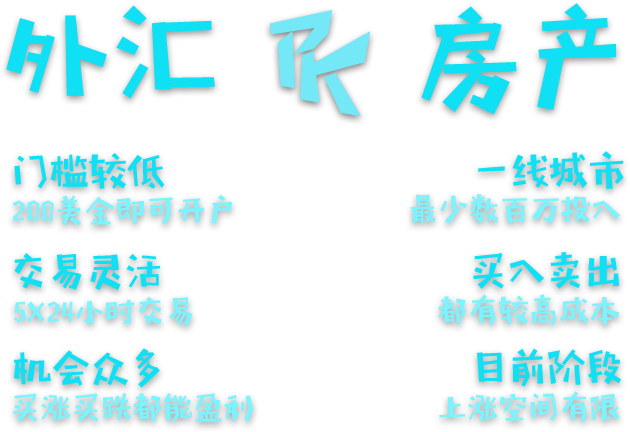 外汇 PK 房产
门槛较低
200美金即可开户
一线城市
最少数百万投入
交易灵活
5X24小时交易
买入卖出
都有较高成本
机会众多
买涨买跌都能盈利
目前阶段
上涨空间有限